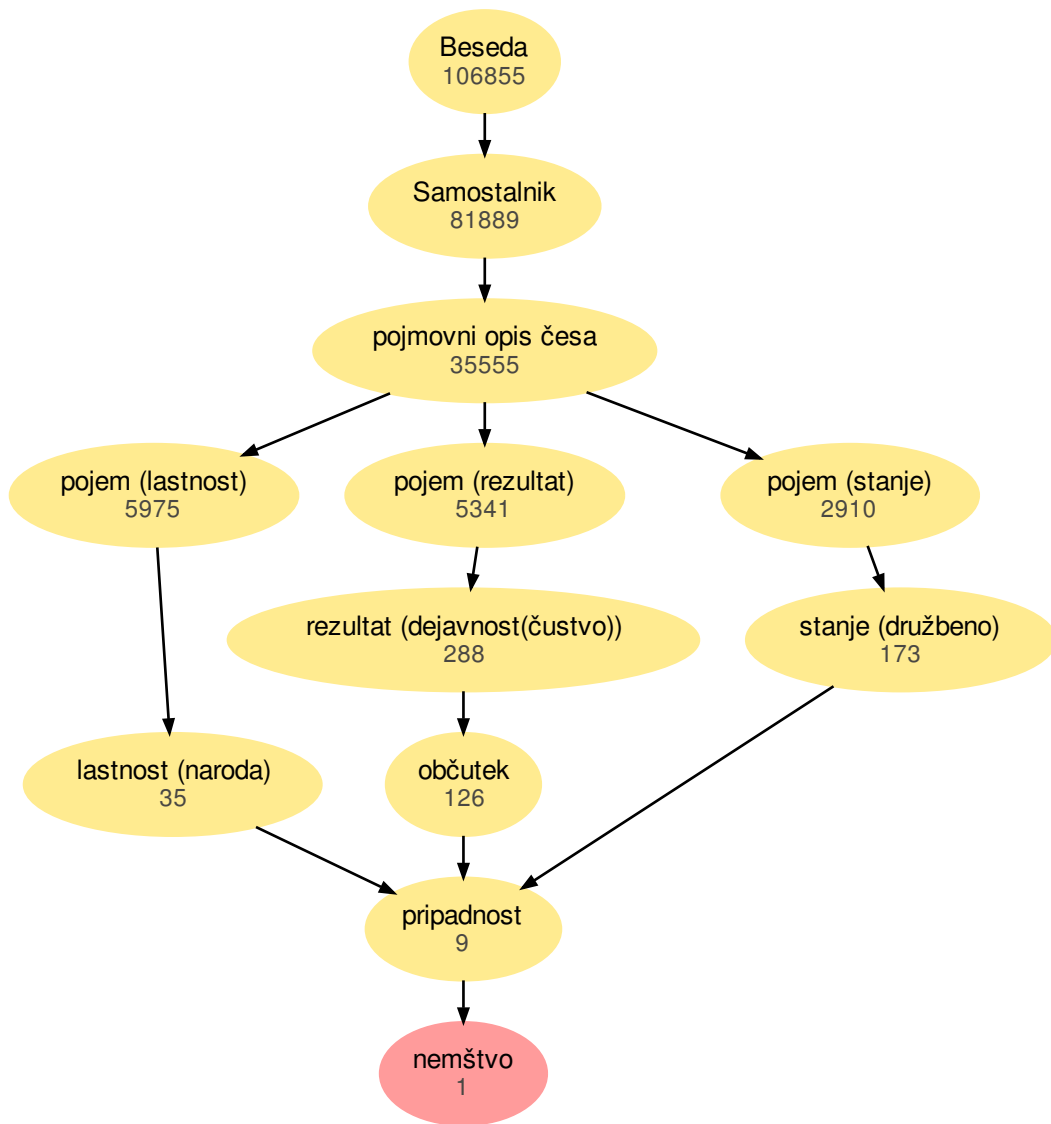 Beseda
106855
Samostalnik
81889
pojmovni opis česa
35555
pojem (lastnost)
5975
pojem (rezultat)
5341
pojem (stanje)
2910
rezultat (dejavnost(čustvo))
288
stanje (družbeno)
173
lastnost (naroda)
35
občutek
126
pripadnost
9
nemštvo
1